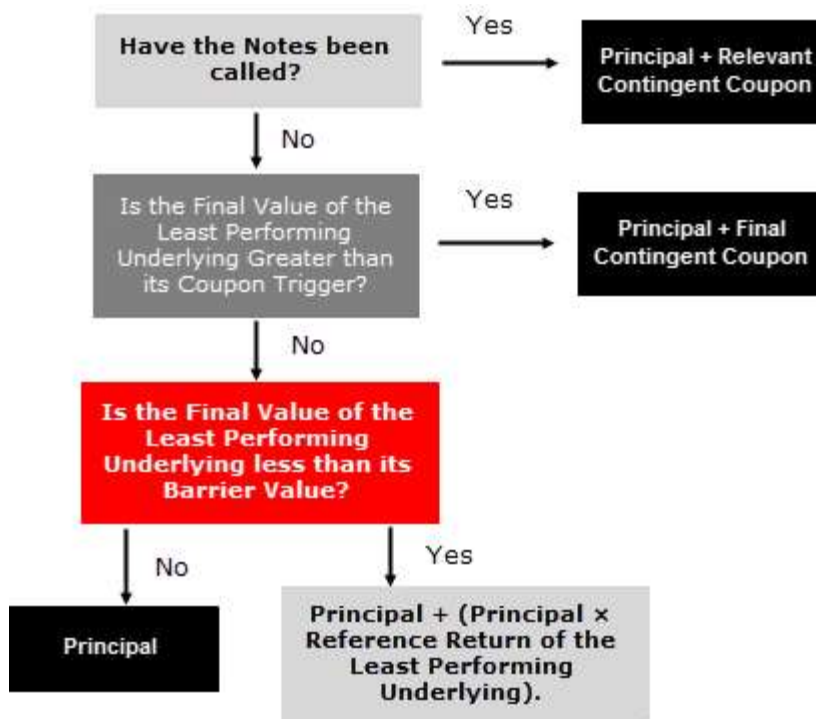 Have the Notes been
called?
Yes
Principal + Relevant
Contingent Coupon
No
Is the Final Value of the
Least Performing
Underlying Greater than
its Coupon Trigger?
Yes
Principal + Final
Contingent Coupon
No
Is the Final Value of the
Least Performing
Underlying less than its
Barrier Value?
No
Yes
Principal
Principal + (Principal ×
Reference Return of the
Least Performing
Underlying).